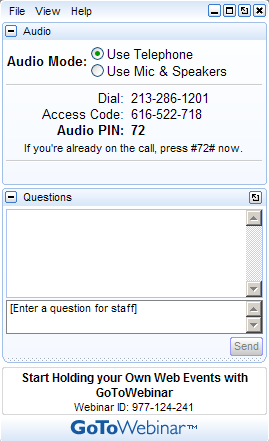 File View Help
Audio
Audio Mode: Use Telephone
Use Mic & Speakers
Dial: 213-286-1201
Access Code: 616-522-718
Audio PIN: 72
If you're already on the call, press #72# now.
Questions
[Enter a question for staff]
Send
Start Holding your Own Web Events with
GoToWebinar
Webinar ID: 977-124-241
GoToWebinar™